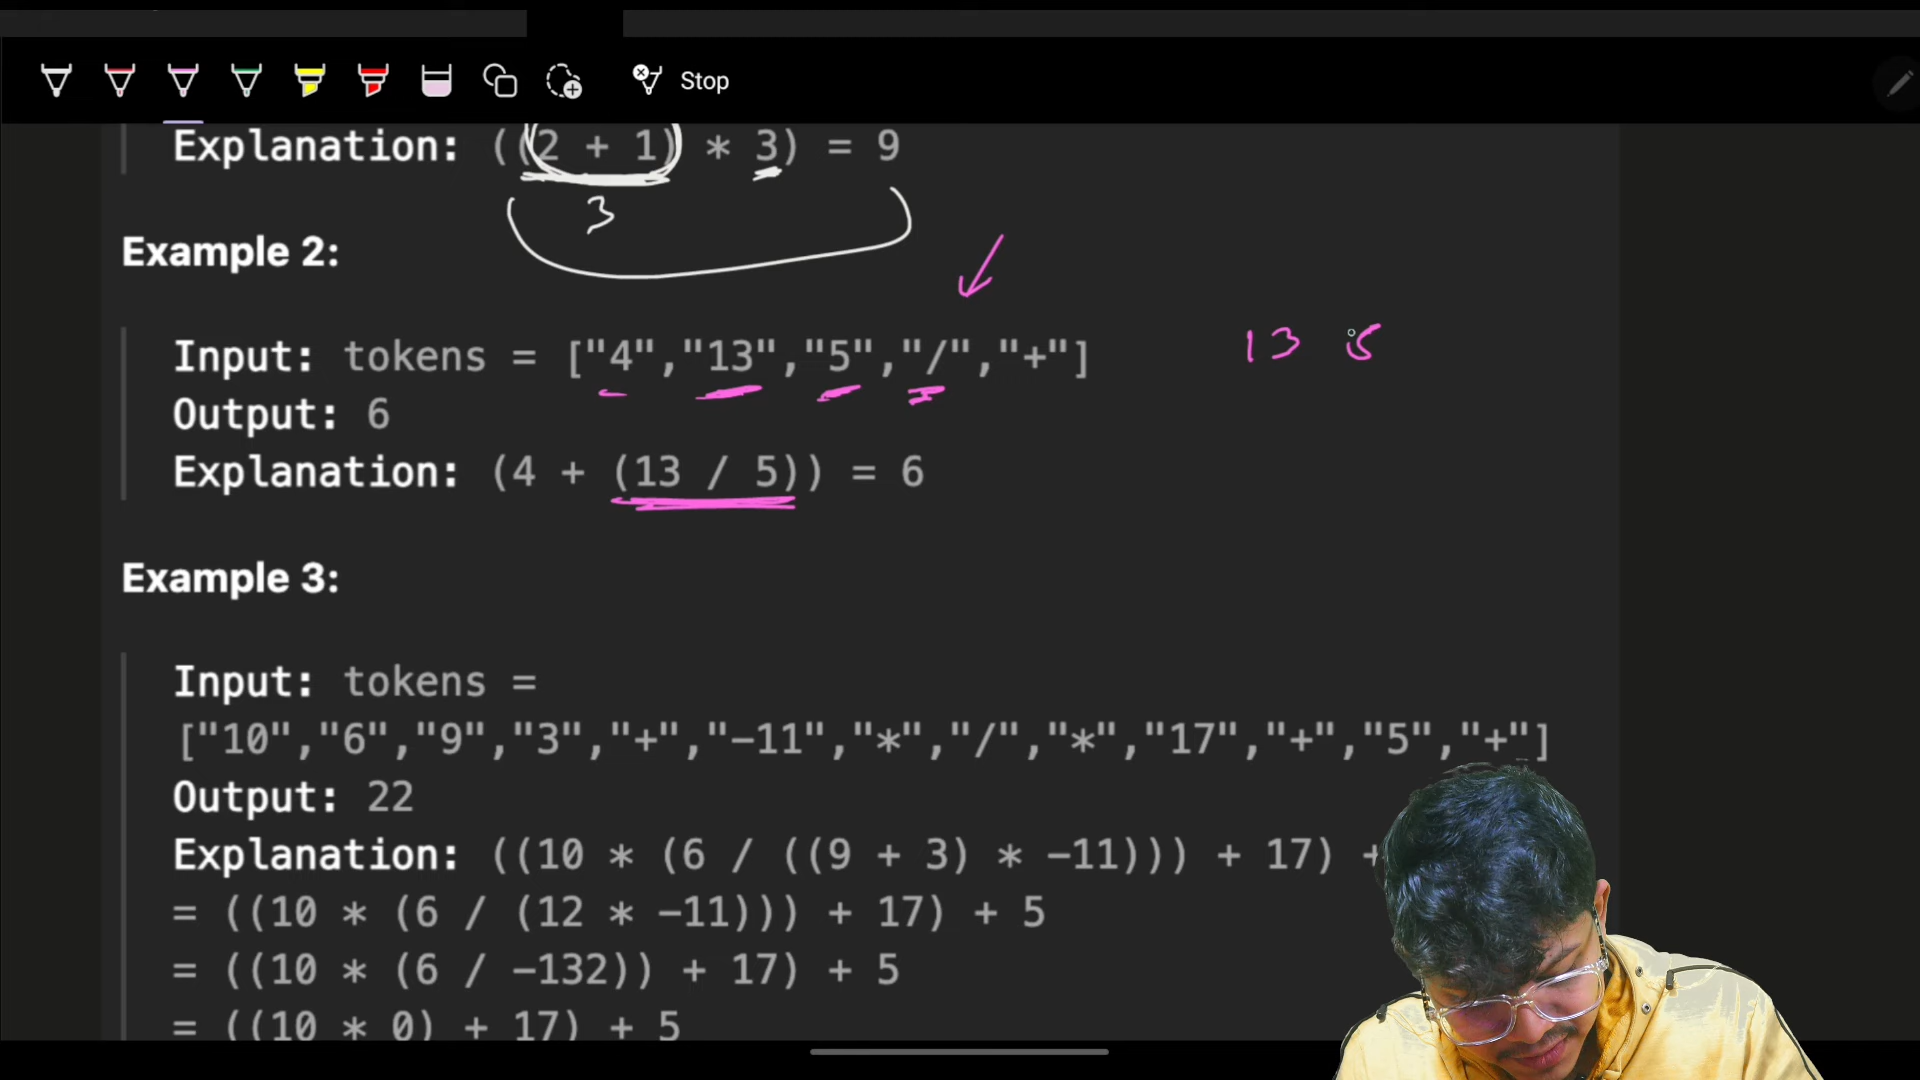 Stop
Explanation: ((2 + 1) * 3) = 9
3
Example 2:
Input: tokens = ["4","13","5","/","+"]
13 5
Output: 6
Explanation: (4 + (13 / 5)) = 6
Example 3:
Input: tokens =
["10","6","9","3","+","-11","*","/","*","17","+","5","+"]
Output: 22
Explanation: ((10 * (6 / ((9 + 3) * -11))) + 17) +
= ((10 * (6 / (12 * -11))) + 17) + 5
= ((10 * (6 / -132)) + 17) + 5
= ((10 * 0) + 17) + 5